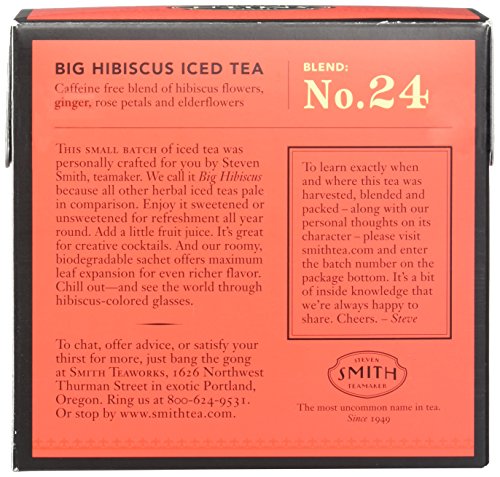 BIG HIBISCUS ICED TEA
Caffeine free blend of hibiscus flowers,
ginger, rose petals and elderflowers
BLEND:
No.24
THIS SMALL BATCH of iced tea was
personally crafted for you by Steven
Smith, teamaker. We call it Big Hibiscus
because all other herbal iced teas pale
in comparison. Enjoy it sweetened or
unsweetened for refreshment all year
round. Add a little fruit juice. It's great
for creative cocktails. And our roomy,
biodegradable sachet offers maximum
leaf expansion for even richer flavor.
Chill out—and see the world through
hibiscus-colored glasses.
To chat, offer advice, or satisfy your
thirst for more, just bang the gong
at SMITH TEAWORKS, 1626 Northwest
Thurman Street in exotic Portland,
Oregon. Ring us at 800-624-9531.
Or stop by www.smithtea.com.
To learn exactly when
and where this tea was
harvested, blended and
packed – along with our
personal thoughts on its
character – please visit
smithtea.com and enter
the batch number on the
package bottom. It's a bit
of inside knowledge that
we're always happy to
share. Cheers. – Steve
STEVEN
SMITH
TEAMAKER
The most uncommon name in tea.
Since 1949